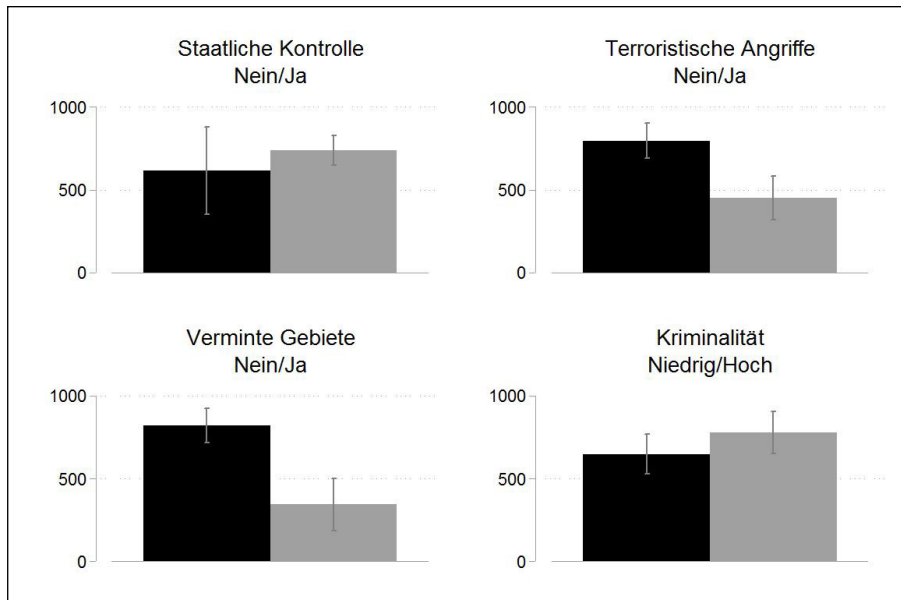 Staatliche Kontrolle
Nein/Ja
1000
500
0
Terroristische Angriffe
Nein/Ja
1000
500
0
Verminte Gebiete
Nein/Ja
1000
500
0
Kriminalität
Niedrig/Hoch
1000
500
0